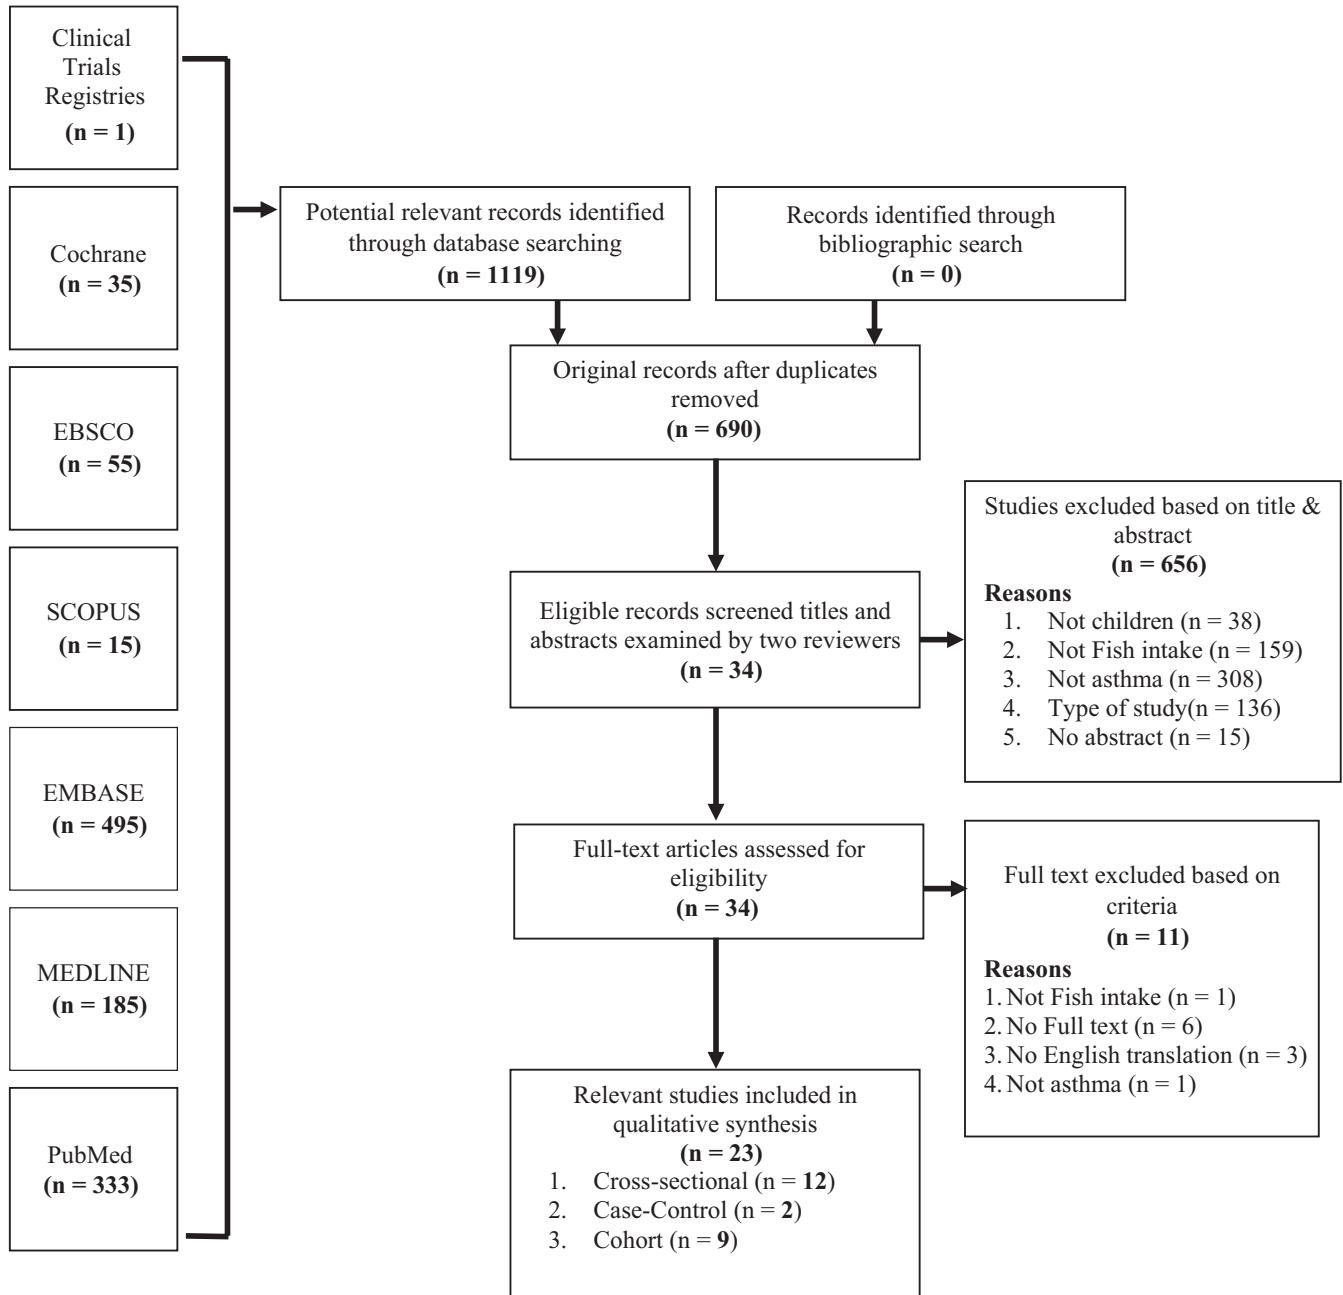 Clinical
Trials
Registries
(n = 1)
Cochrane
(n = 35)
EBSCO
(n = 55)
SCOPUS
(n = 15)
EMBASE
(n = 495)
MEDLINE
(n = 185)
PubMed
(n = 333)
Potential relevant records identified
through database searching
(n = 1119)
Records identified through
bibliographic search
(n = 0)
Original records after duplicates
removed
(n = 690)
Eligible records screened titles and
abstracts examined by two reviewers
(n = 34)
Studies excluded based on title &
abstract
(n = 656)
Reasons
1. Not children (n = 38)
2. Not Fish intake (n = 159)
3. Not asthma (n = 308)
4. Type of study(n = 136)
5. No abstract (n = 15)
Full-text articles assessed for
eligibility
(n = 34)
Full text excluded based on
criteria
(n = 11)
Reasons
1. Not Fish intake (n = 1)
2. No Full text (n = 6)
3. No English translation (n = 3)
4. Not asthma (n = 1)
Relevant studies included in
qualitative synthesis
(n = 23)
1. Cross-sectional (n = 12)
2. Case-Control (n = 2)
3. Cohort (n = 9)